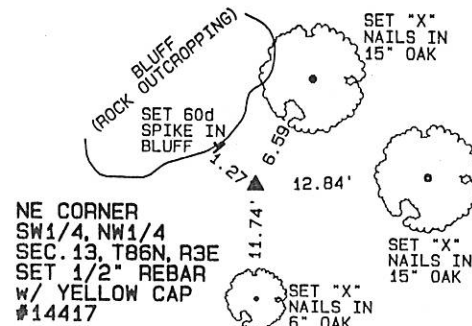 BLUFF
(ROCK OUTCROPPING)
SET "X"
NAILS IN
15" OAK
SET 60d
SPIKE IN
BLUFF
6.59
1.27
12.84'
11.74'
NE CORNER
SW1/4, NW1/4
SEC. 13, T86N, R3E
SET 1/2" REBAR
w/ YELLOW CAP
#14417
SET "X"
NAILS IN
15" OAK
SET "X"
NAILS IN
6" OAK